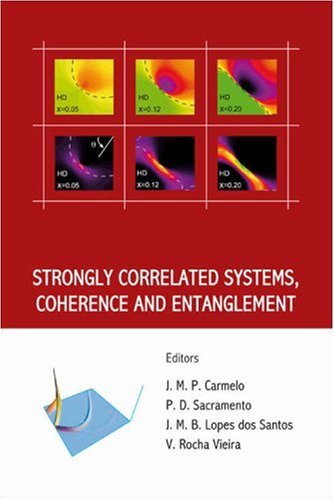 HD
x=0.05
HD
x=0.12
HD
x=0.20
HD
x=0.05
θ
HD
x=0.12
HD
x=0.20
STRONGLY CORRELATED SYSTEMS,
COHERENCE AND ENTANGLEMENT
Editors
J. M. P. Carmelo
P. D. Sacramento
J. M. B. Lopes dos Santos
V. Rocha Vieira